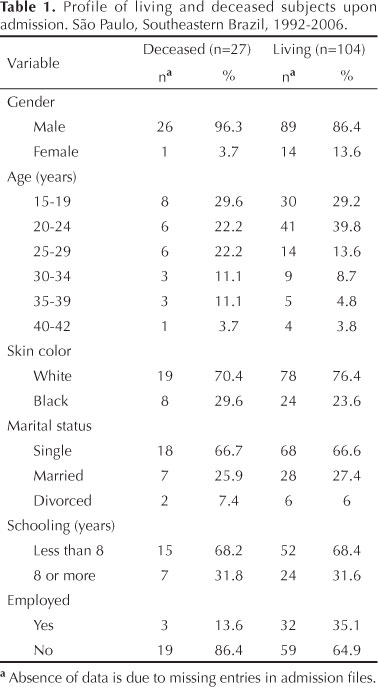 Table 1. Profile of living and deceased subjects upon
admission. São Paulo, Southeastern Brazil, 1992-2006.
Variable Deceased (n=27) Living (n=104)
nª % nª %
Gender
Male 26 96.3 89 86.4
Female 1 3.7 14 13.6
Age (years)
15-19 8 29.6 30 29.2
20-24 6 22.2 41 39.8
25-29 6 22.2 14 13.6
30-34 3 11.1 9 8.7
35-39 3 11.1 5 4.8
40-42 1 3.7 4 3.8
Skin color
White 19 70.4 78 76.4
Black 8 29.6 24 23.6
Marital status
Single 18 66.7 68 66.6
Married 7 25.9 28 27.4
Divorced 2 7.4 6 6
Schooling (years)
Less than 8 15 68.2 52 68.4
8 or more 7 31.8 24 31.6
Employed
Yes 3 13.6 32 35.1
No 19 86.4 59 64.9
ª Absence of data is due to missing entries in admission files.